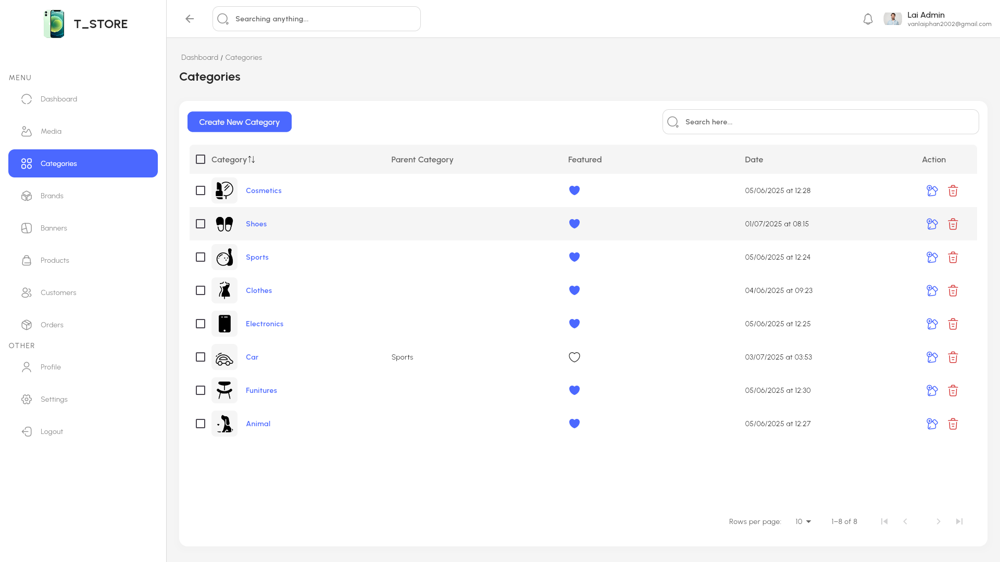 T_STORE
Searching anything...
Lai Admin
vanlaiphan2002@gmail.com
MENU
Dashboard
Media
Categories
Brands
Banners
Products
Customers
Orders
OTHER
Profile
Settings
Logout
Dashboard / Categories
Categories
Create New Category
Search here...
Category Parent Category Featured Date Action
Cosmetics 05/06/2025 at 12:28
Shoes 01/07/2025 at 08:15
Sports 05/06/2025 at 12:24
Clothes 04/06/2025 at 09:23
Electronics 05/06/2025 at 12:25
Car Sports 03/07/2025 at 03:53
Funitures 05/06/2025 at 12:30
Animal 05/06/2025 at 12:27
Rows per page: 10 1–8 of 8